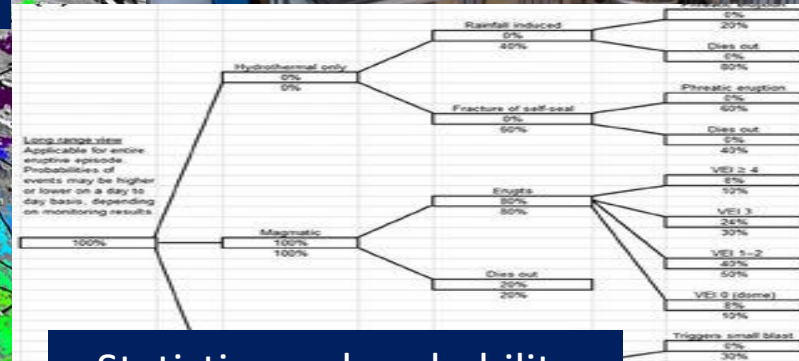 Phreatic eruption
0%
20%
Rainfall induced
0%
40%
Dies out
0%
80%
Hydrothermal only
0%
0%
Phreatic eruption
0%
60%
Fracture of self-seal
0%
60%
Dies out
0%
40%
Long range view
Applicable for entire
eruptive episode.
Probabilities of
events may be higher
or lower on a day to
day basis, depending
on monitoring results
100%
VEI ≥ 4
8%
10%
Erupts
80%
80%
VEI 3
24%
30%
Magmatic
100%
100%
VEI 1–2
40%
50%
Dies out
20%
20%
VEI 0 (dome)
8%
10%
Triggers small blast
0%
30%